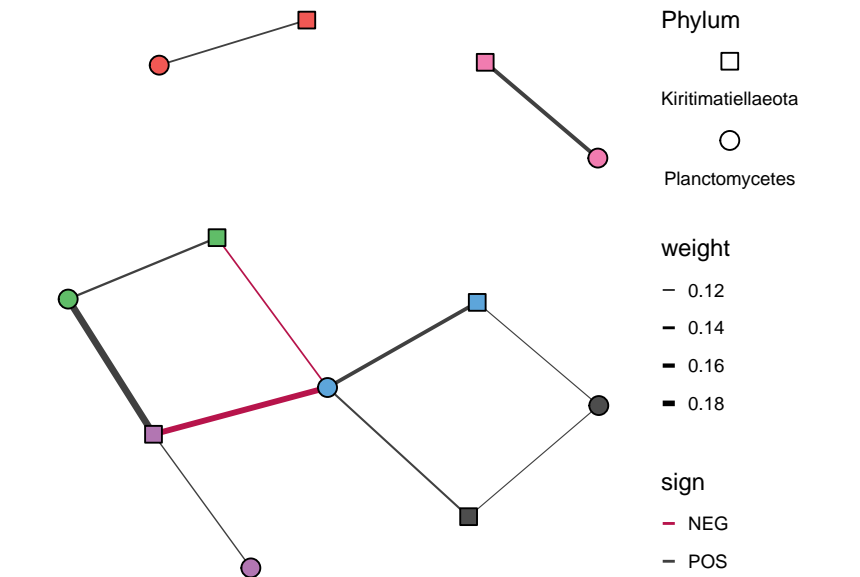 Phylum
Kiritimatiellaeota
Planctomycetes
weight
0.12
0.14
0.16
0.18
sign
NEG
POS